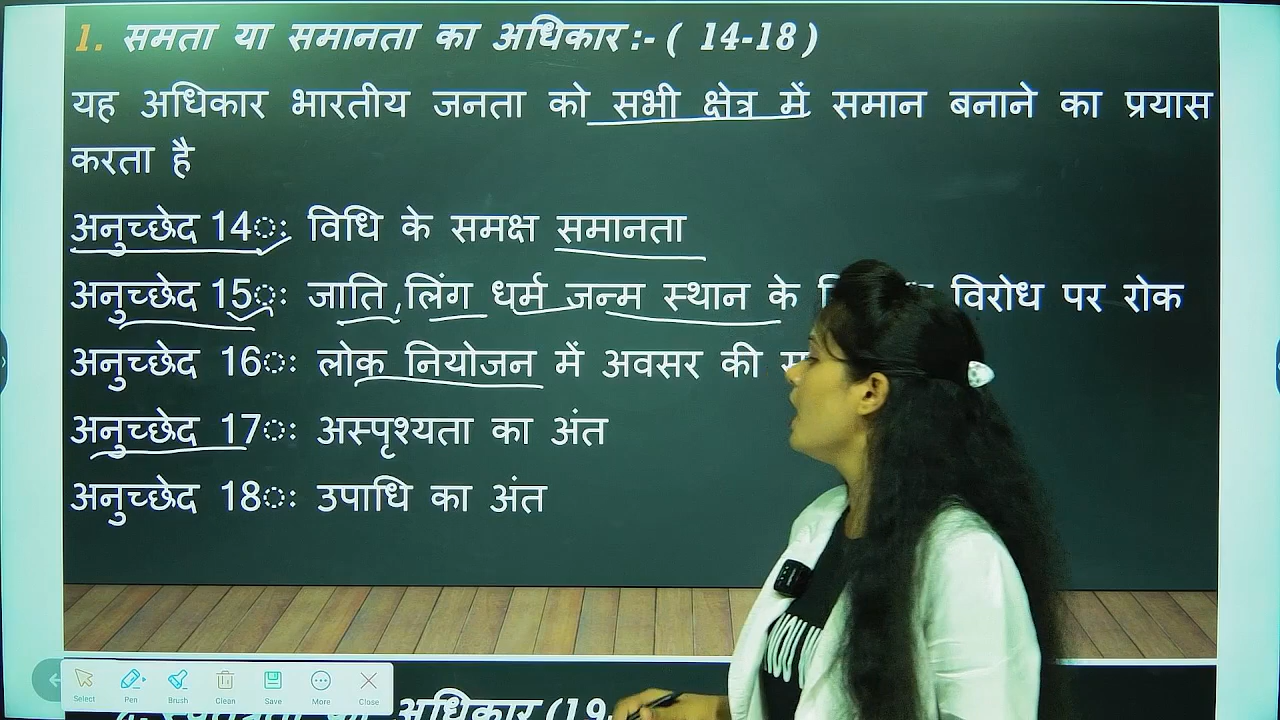 1. समता या समानता का अधिकार :- ( 14-18 )
यह अधिकार भारतीय जनता को सभी क्षेत्र में समान बनाने का प्रयास
करता है
अनुच्छेद 14ः विधि के समक्ष समानता
अनुच्छेद 15ः जाति ,लिंग धर्म जन्म स्थान के विरोध पर रोक
अनुच्छेद 16ः लोक नियोजन में अवसर की
अनुच्छेद 17ः अस्पृश्यता का अंत
अनुच्छेद 18ः उपाधि का अंत
Select Pen Brush Clean Save More Close
अधिकार (19